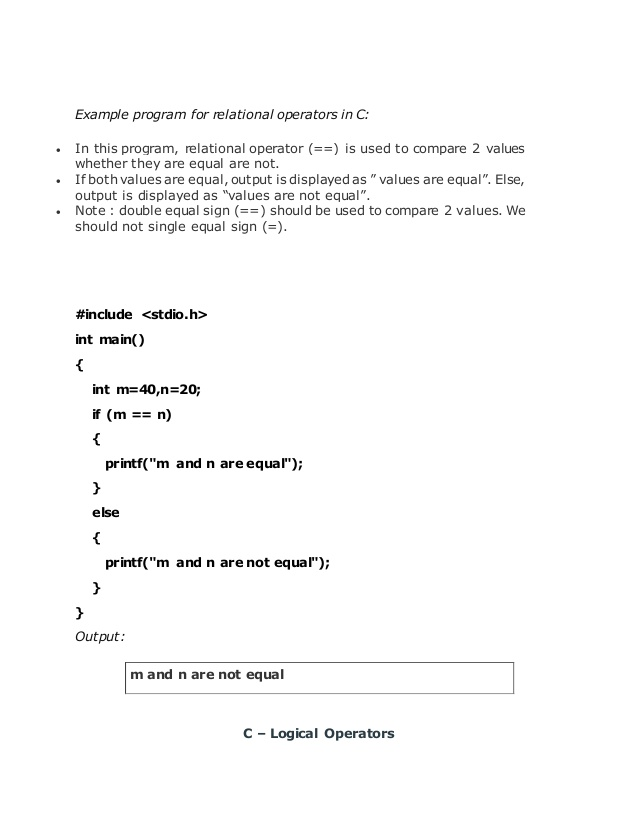 Example program for relational operators in C:
• In this program, relational operator (==) is used to compare 2 values
whether they are equal are not.
• If both values are equal, output is displayed as ” values are equal”. Else,
output is displayed as “values are not equal”.
• Note : double equal sign (==) should be used to compare 2 values. We
should not single equal sign (=).
#include <stdio.h>
int main()
{
int m=40,n=20;
if (m == n)
{
printf("m and n are equal");
}
else
{
printf("m and n are not equal");
}
}
Output:
m and n are not equal
C – Logical Operators